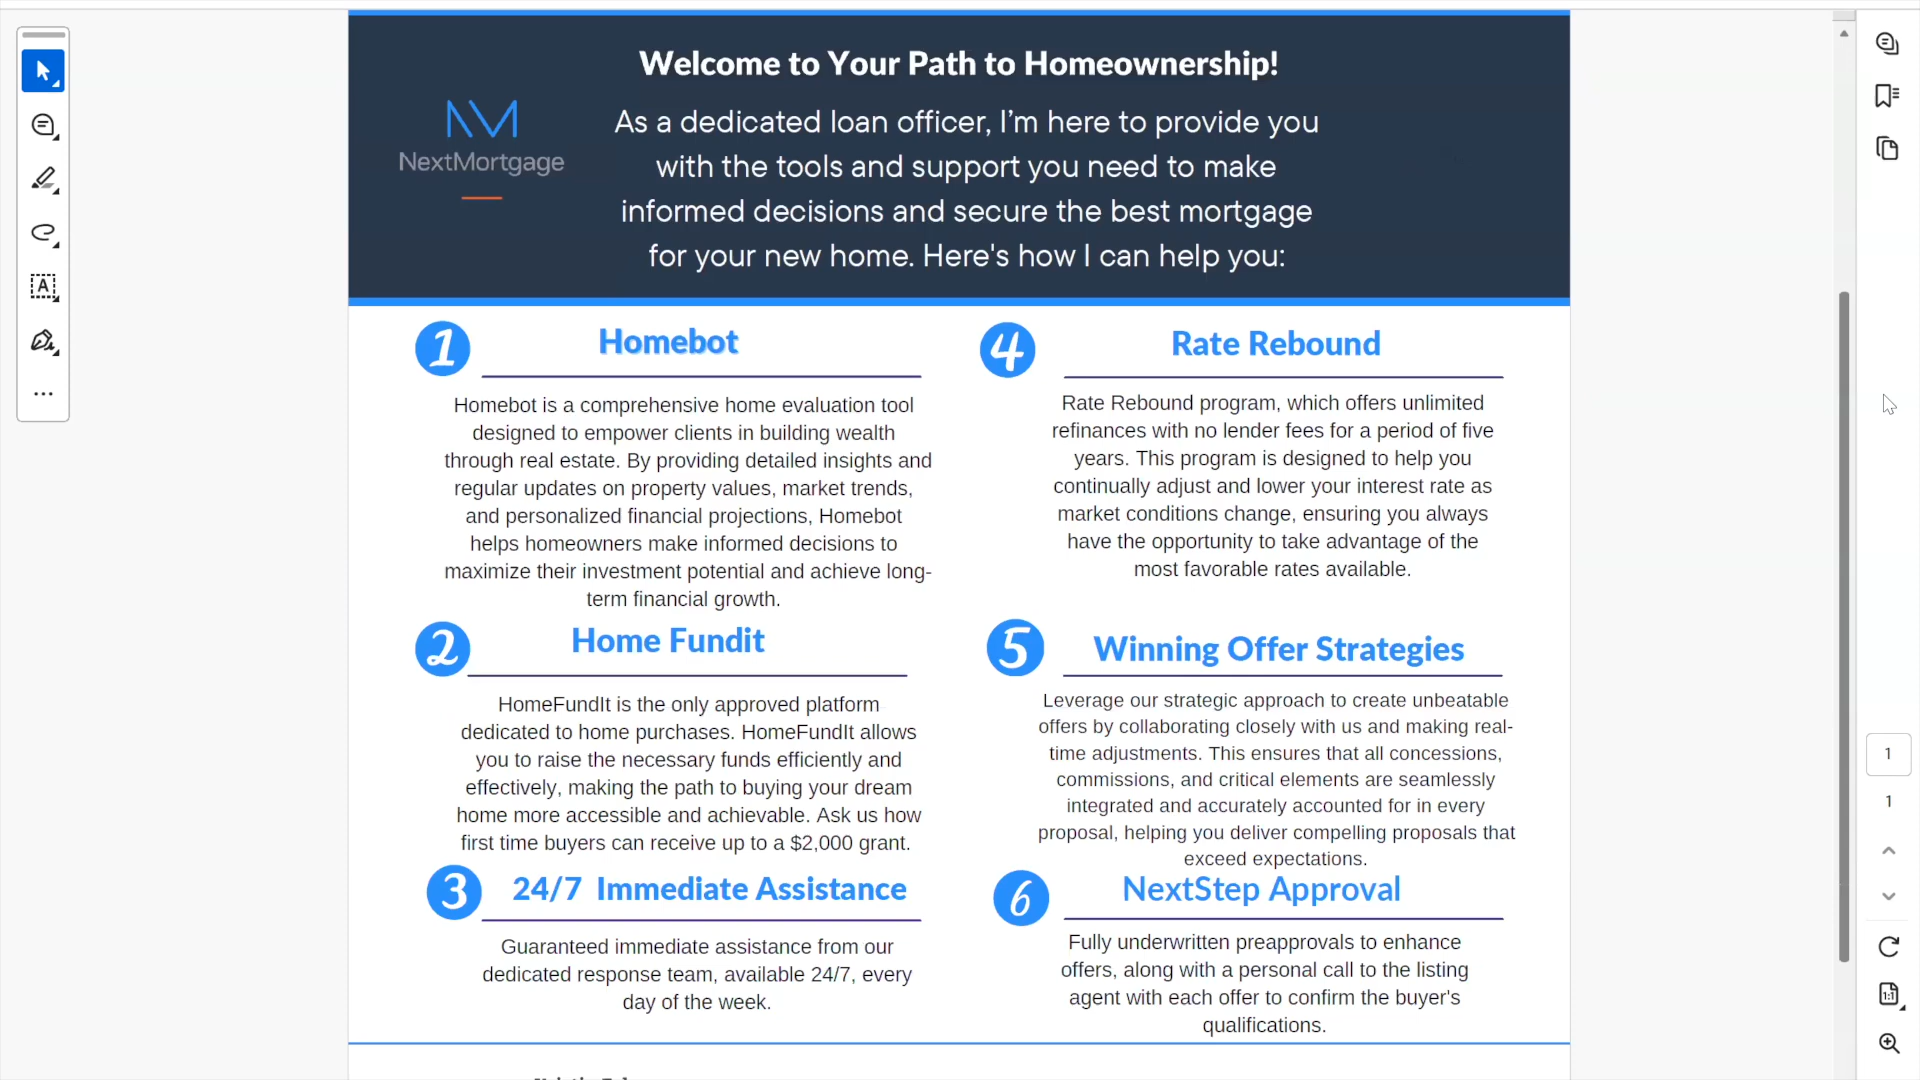 Welcome to Your Path to Homeownership!
NextMortgage
As a dedicated loan officer, I'm here to provide you
with the tools and support you need to make
informed decisions and secure the best mortgage
for your new home. Here's how I can help you:
1
Homebot
Homebot is a comprehensive home evaluation tool
designed to empower clients in building wealth
through real estate. By providing detailed insights and
regular updates on property values, market trends,
and personalized financial projections, Homebot
helps homeowners make informed decisions to
maximize their investment potential and achieve long-
term financial growth.
2
Home Fundit
HomeFundIt is the only approved platform
dedicated to home purchases. HomeFundIt allows
you to raise the necessary funds efficiently and
effectively, making the path to buying your dream
home more accessible and achievable. Ask us how
first time buyers can receive up to a $2,000 grant.
3
24/7 Immediate Assistance
Guaranteed immediate assistance from our
dedicated response team, available 24/7, every
day of the week.
4
Rate Rebound
Rate Rebound program, which offers unlimited
refinances with no lender fees for a period of five
years. This program is designed to help you
continually adjust and lower your interest rate as
market conditions change, ensuring you always
have the opportunity to take advantage of the
most favorable rates available.
5
Winning Offer Strategies
Leverage our strategic approach to create unbeatable
offers by collaborating closely with us and making real-
time adjustments. This ensures that all concessions,
commissions, and critical elements are seamlessly
integrated and accurately accounted for in every
proposal, helping you deliver compelling proposals that
exceed expectations.
6
NextStep Approval
Fully underwritten preapprovals to enhance
offers, along with a personal call to the listing
agent with each offer to confirm the buyer's
qualifications.
1
1